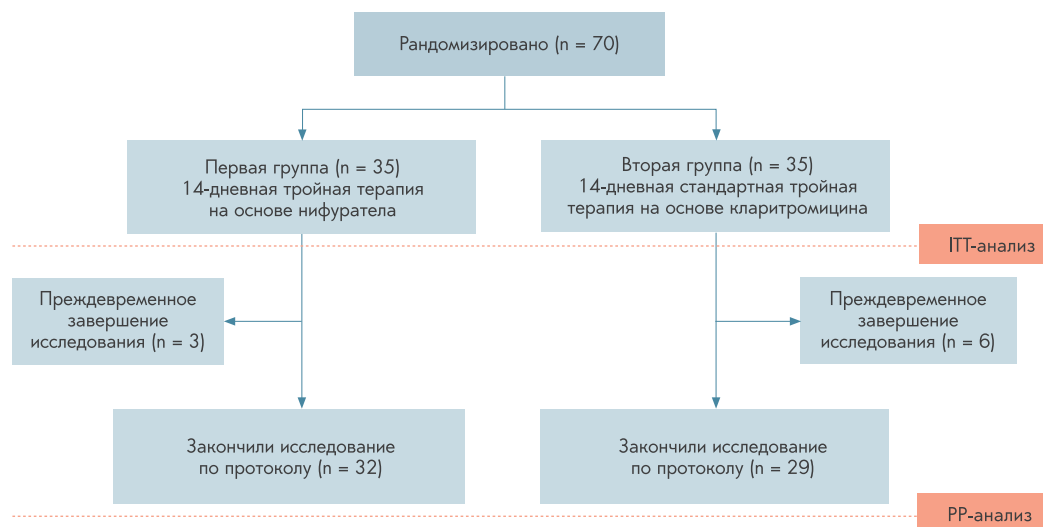 Рандомизировано (n = 70)
Первая группа (n = 35)
14-дневная тройная терапия
на основе нифуратела
Вторая группа (n = 35)
14-дневная стандартная тройная
терапия на основе кларитромицина
ITT-анализ
Преждевременное
завершение
исследования (n = 3)
Преждевременное
завершение
исследования (n = 6)
Закончили исследование
по протоколу (n = 32)
Закончили исследование
по протоколу (n = 29)
PP-анализ